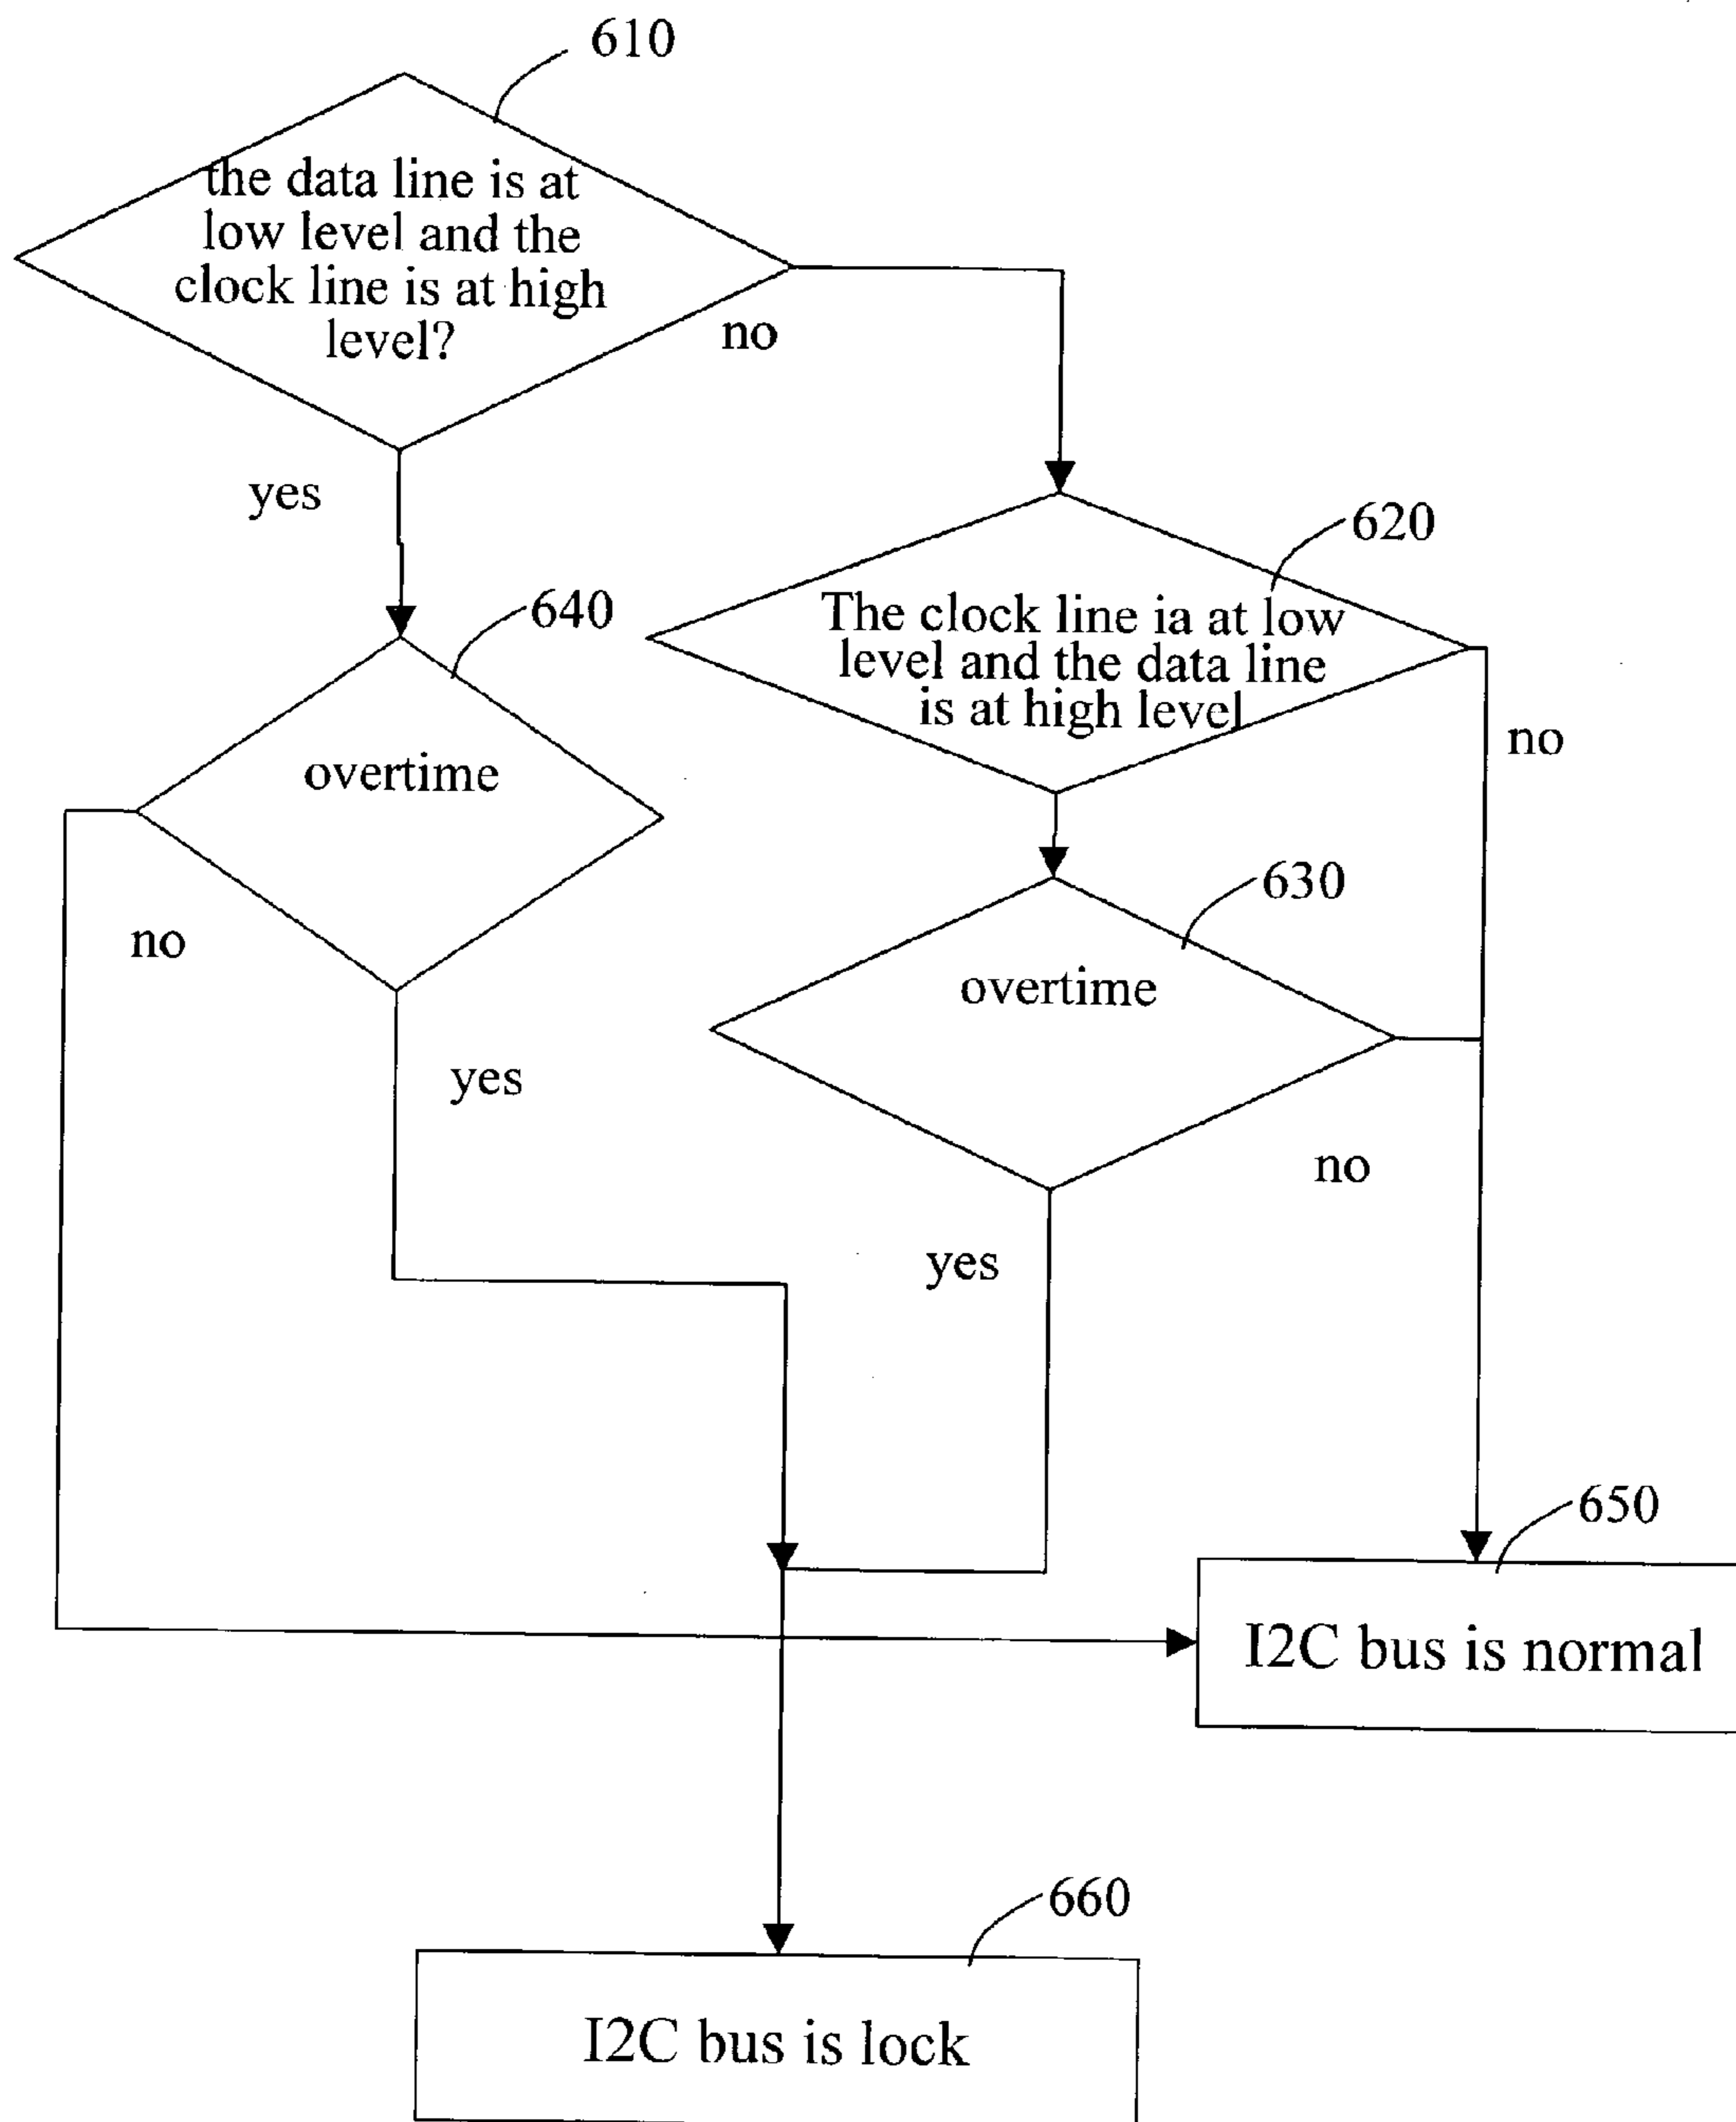 610
the data line is at
low level and the
clock line is at high
level?
no
yes
620
The clock line ia at low
level and the data line
is at high level
no
640
overtime
no
yes
630
overtime
no
yes
650
I2C bus is normal
660
I2C bus is lock